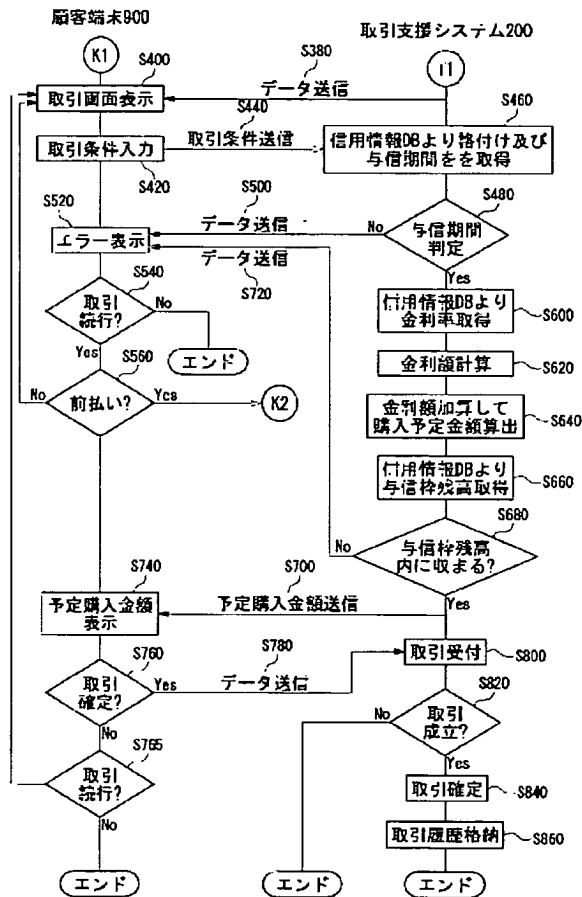 顧客端末900
取引支援システム200
K1
T1
S400
S380
取引画面表示
データ送信
S440
S460
取引条件入力
取引条件送信
信用情報DBより格付け及び
与信期間をを取得
S420
S520
S500
S480
エラー表示
データ送信
No
与信期間
判定
データ送信
S720
Yes
S540
取引
続行?
No
信用情報DBより
金利率取得
S600
Yes
エンド
S560
金利額計算
S620
No
前払い?
Yes
K2
金利額加算して
購入予定金額算出
S640
信用情報DBより
与信枠残高取得
S660
S680
No
与信枠残高
内に収まる?
S740
S700
予定購入金額
表示
予定購入金額送信
Yes
S760
S780
取引受付
S800
取引
確定?
Yes
データ送信
S820
No
No
取引
成立?
S765
取引
続行?
Yes
取引確定
S840
No
取引履歴格納
S860
エンド
エンド
エンド